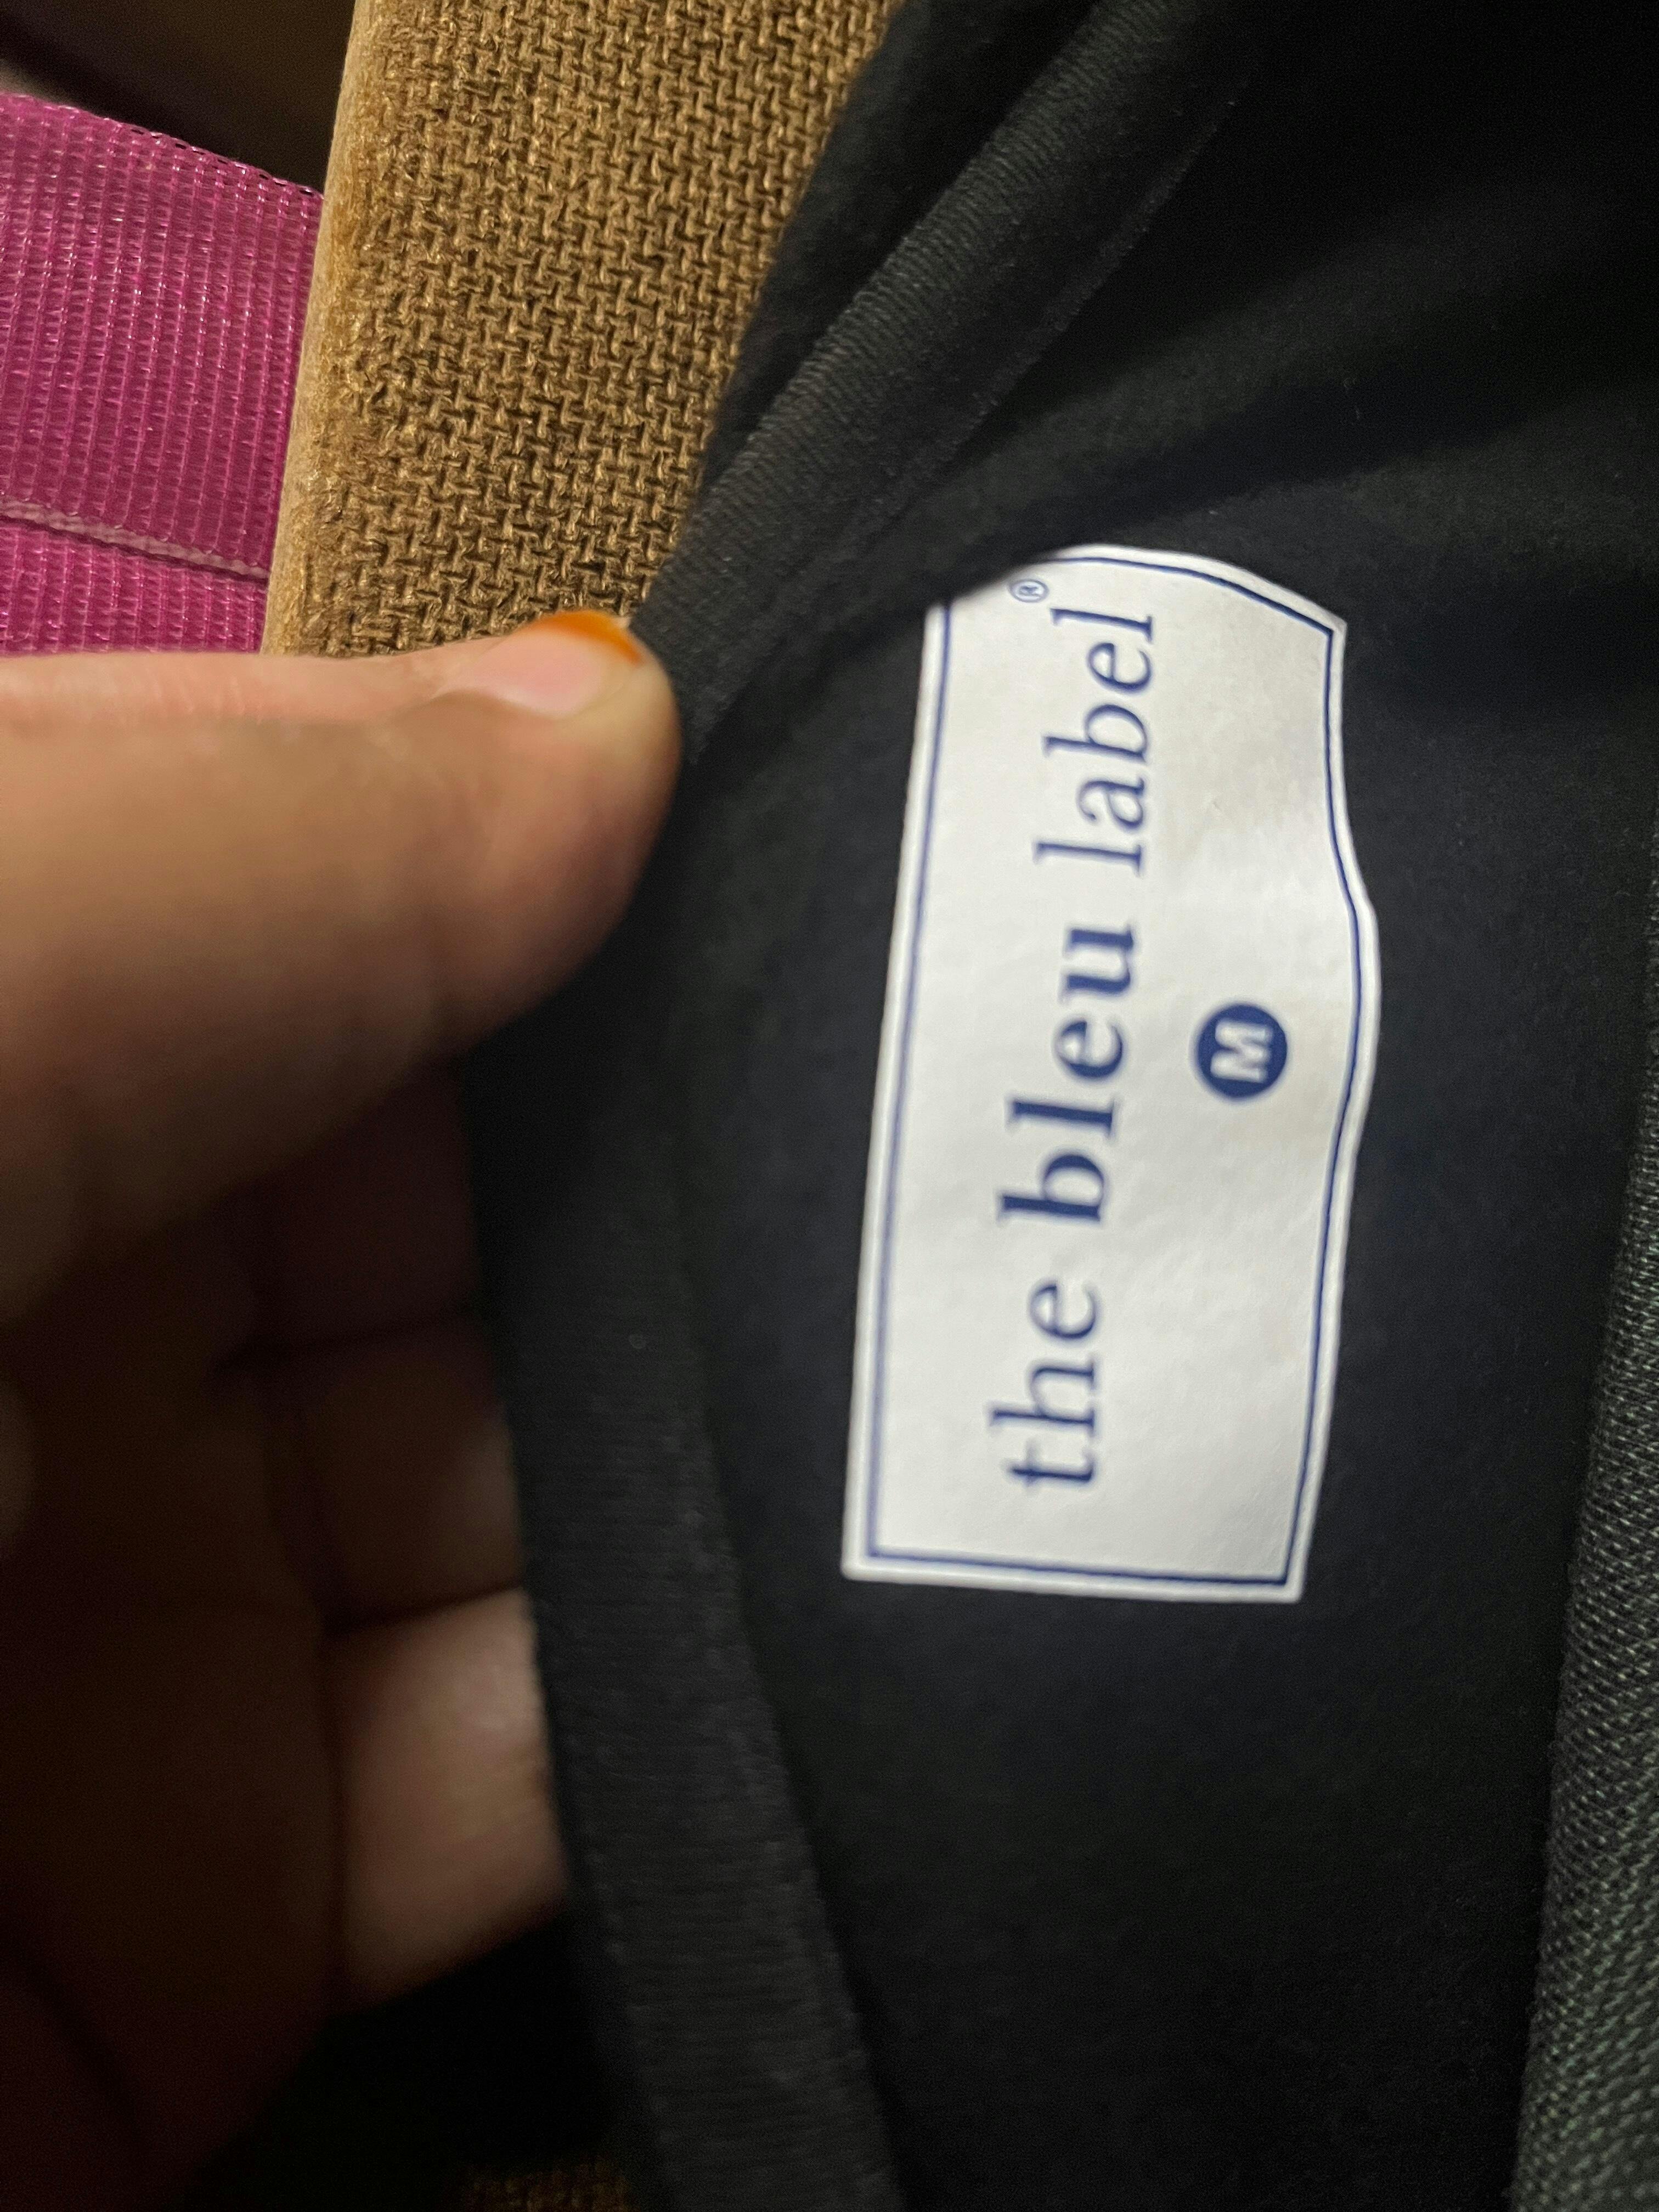 the bleu label®
M